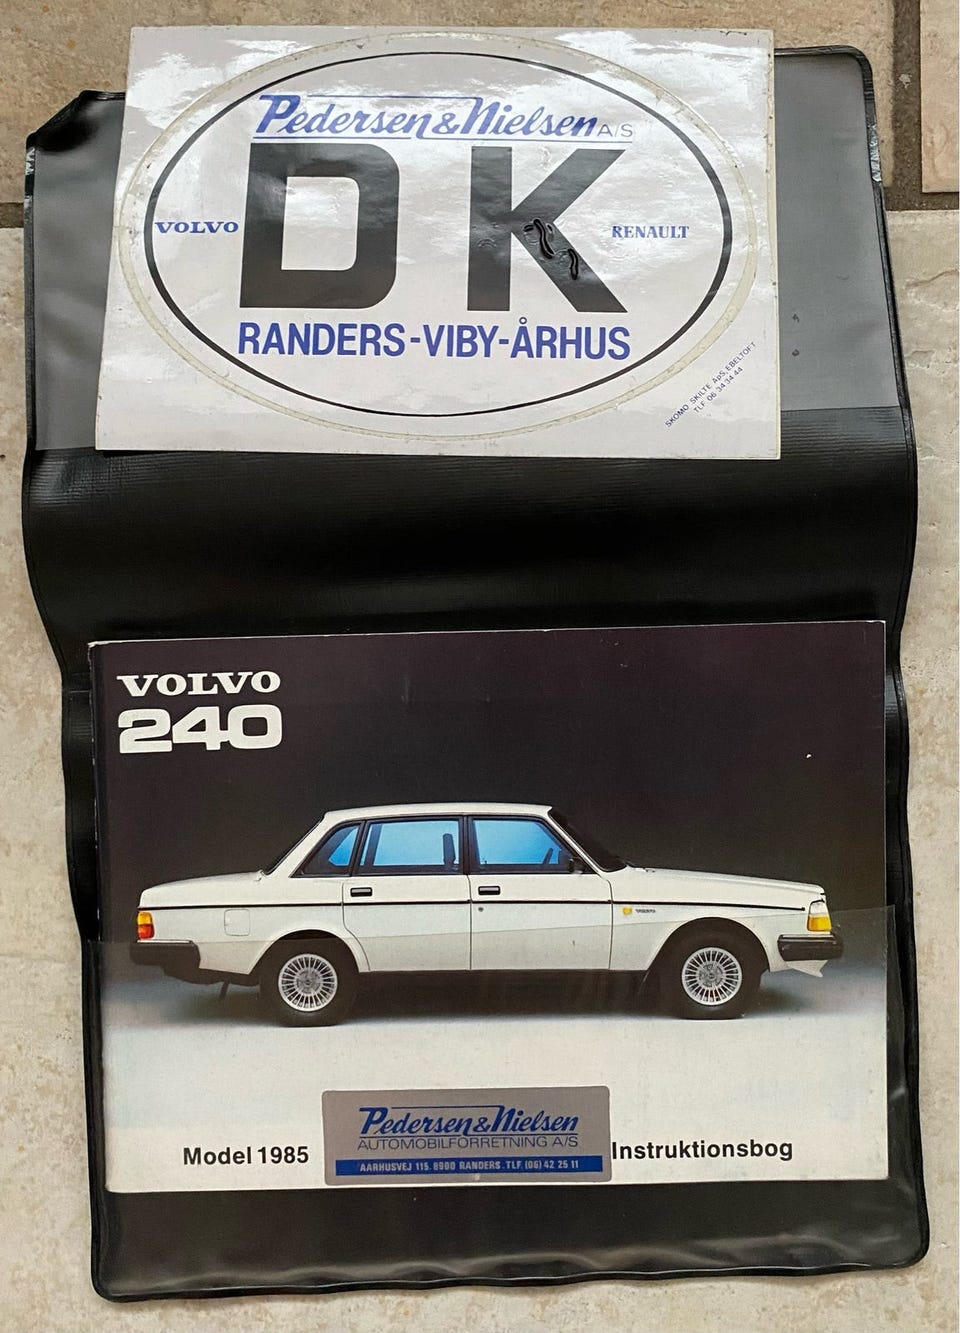 Pedersen&Nielsen A/S
DK
VOLVO
RENAULT
RANDERS-VIBY-ÅRHUS
SKOMO SKILTE ApS, EBELTOFT
TLF 06 34 34 44
VOLVO
240
VOLVO
Model 1985
Pedersen&Nielsen
AUTOMOBILFORRETNING A/S
AARHUSVEJ 115 8900 RANDERS. TLF. (06) 42 25 11
Instruktionsbog